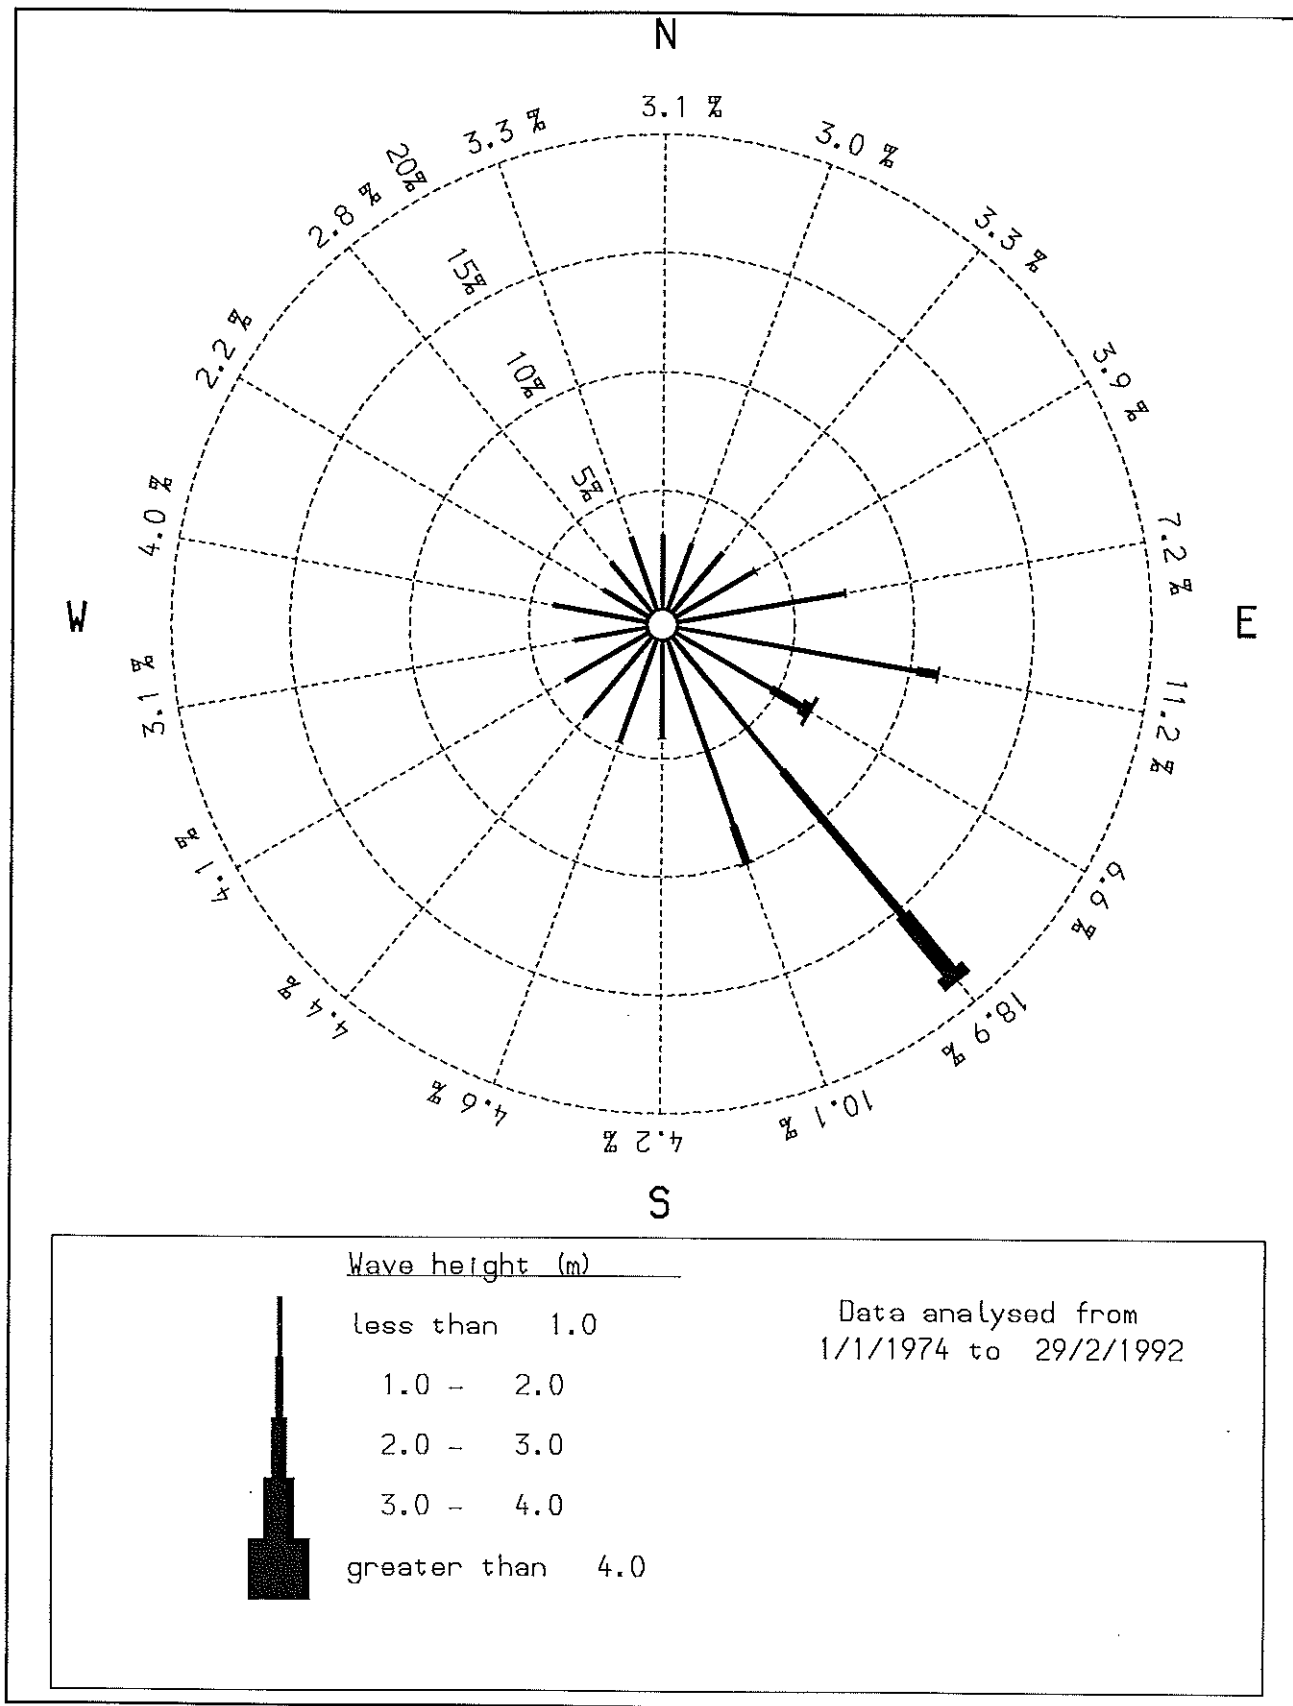 N
3.1 %
3.0 %
3.3 %
3.9 %
7.2 %
E
11.2 %
6.6 %
18.9 %
10.1 %
4.2 %
S
4.6 %
4.4 %
4.1 %
3.1 %
W
4.0 %
2.2 %
2.8 %
3.3 %
20%
15%
10%
5%
Wave height (m)
less than 1.0
1.0 - 2.0
2.0 - 3.0
3.0 - 4.0
greater than 4.0
Data analysed from
1/1/1974 to 29/2/1992